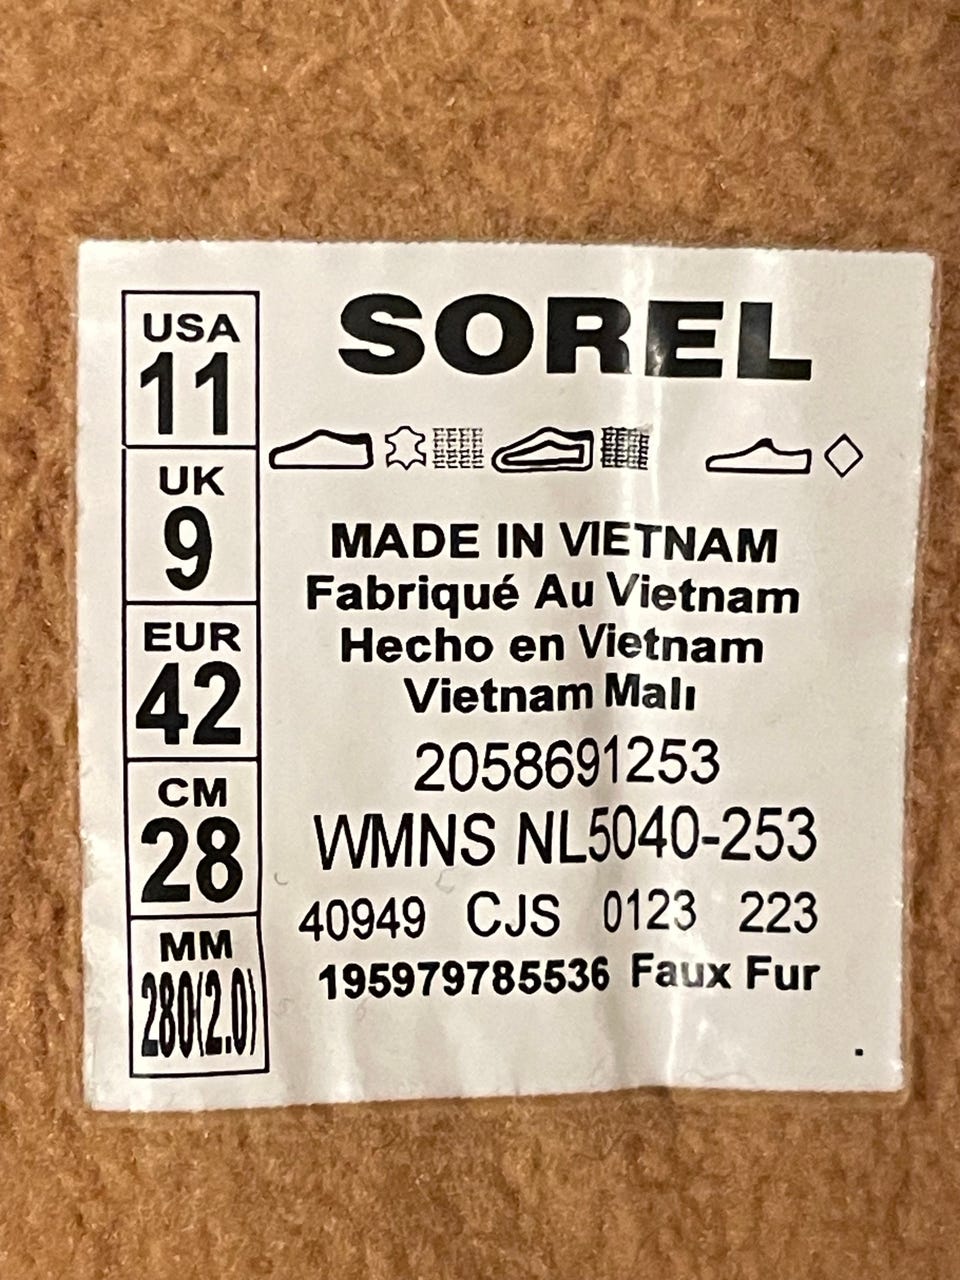 SOREL
USA
11
UK
9
EUR
42
CM
28
MM
280(2.0)
MADE IN VIETNAM
Fabriqué Au Vietnam
Hecho en Vietnam
Vietnam Malı
2058691253
WMNS NL5040-253
40949 CJS 0123 223
195979785536 Faux Fur